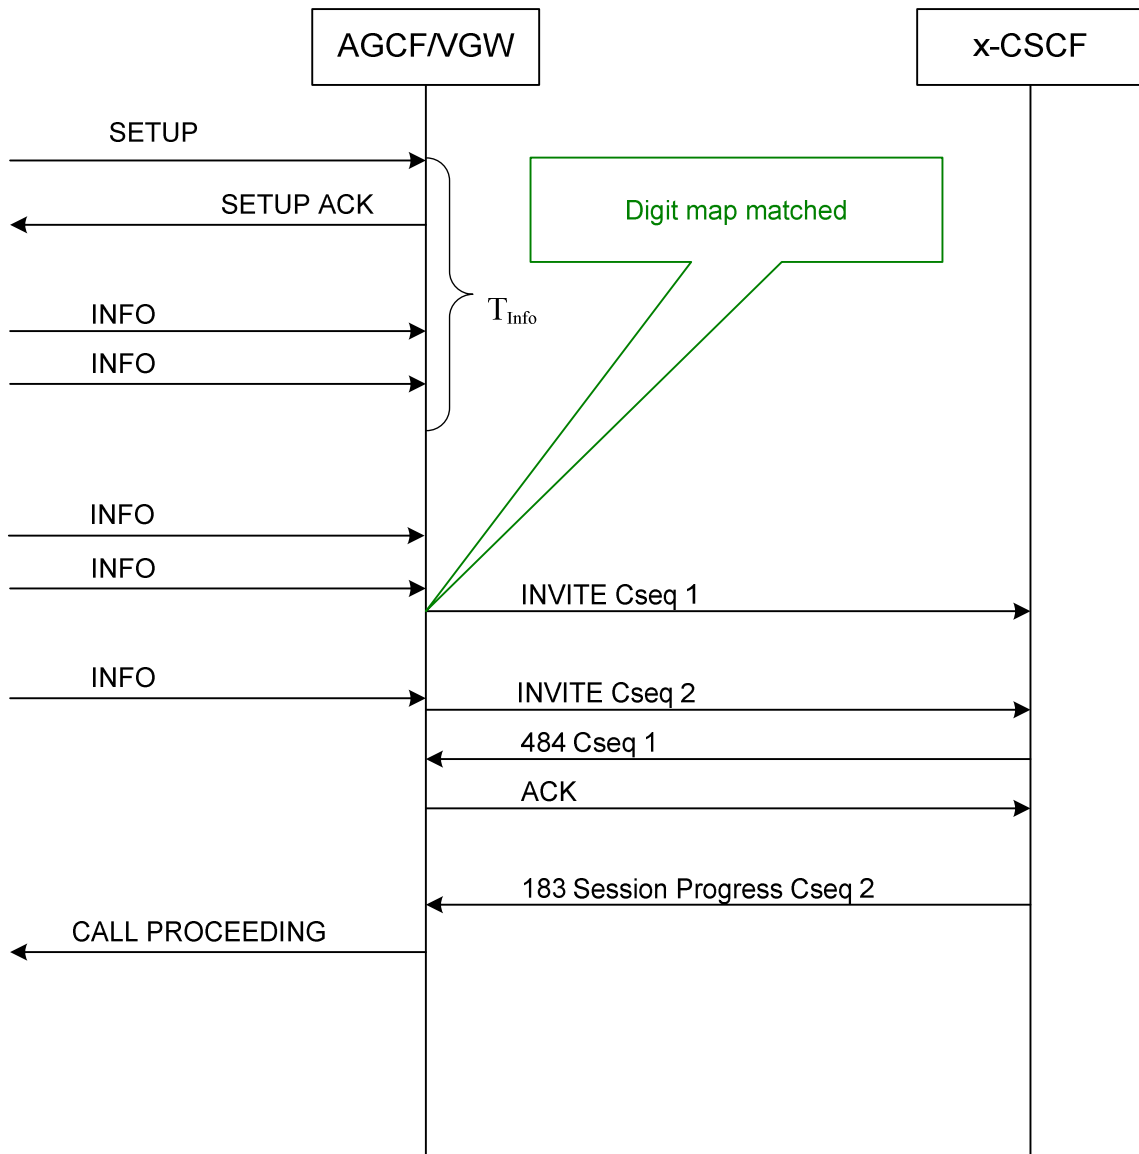 AGCF/VGW
x-CSCF
SETUP
SETUP ACK
Digit map matched
INFO
TInfo
INFO
INFO
INFO
INVITE Cseq 1
INFO
INVITE Cseq 2
484 Cseq 1
ACK
183 Session Progress Cseq 2
CALL PROCEEDING